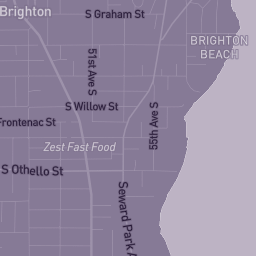 Brighton
S Graham St
BRIGHTON
BEACH
51st Ave S
S Willow St
55th Ave S
Frontenac St
Zest Fast Food
S Othello St
Seward Park A